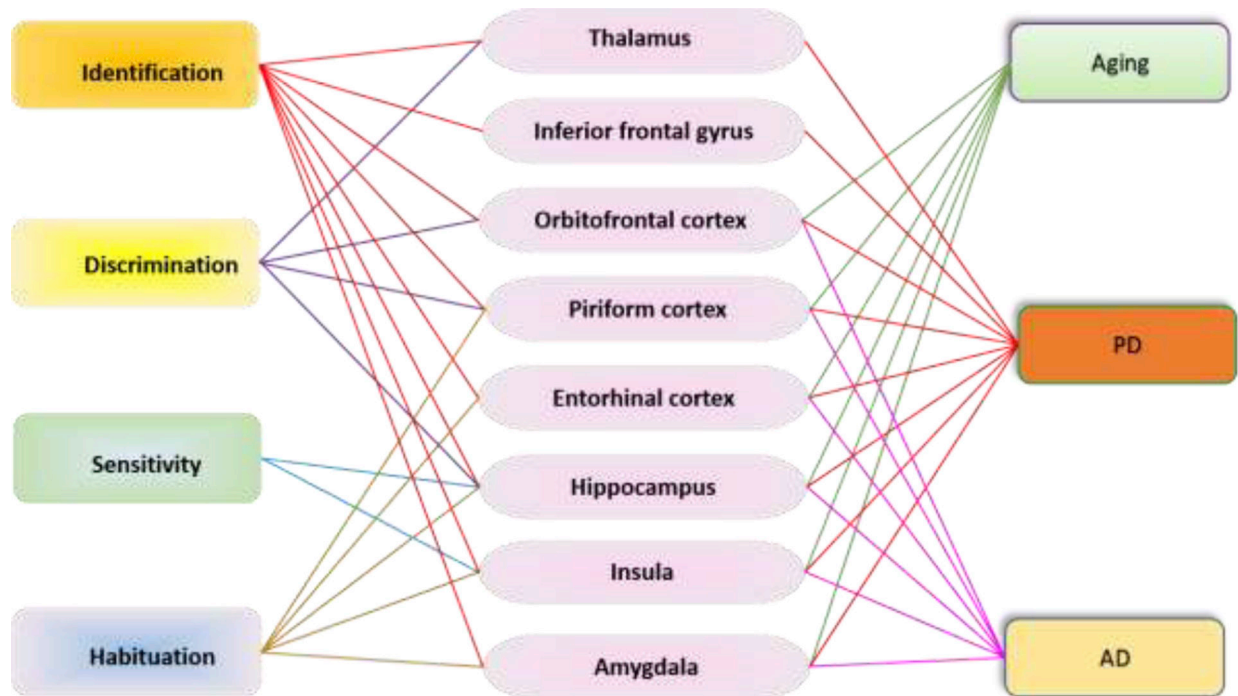 Identification
Discrimination
Sensitivity
Habituation
Thalamus
Inferior frontal gyrus
Orbitofrontal cortex
Piriform cortex
Entorhinal cortex
Hippocampus
Insula
Amygdala
Aging
PD
AD